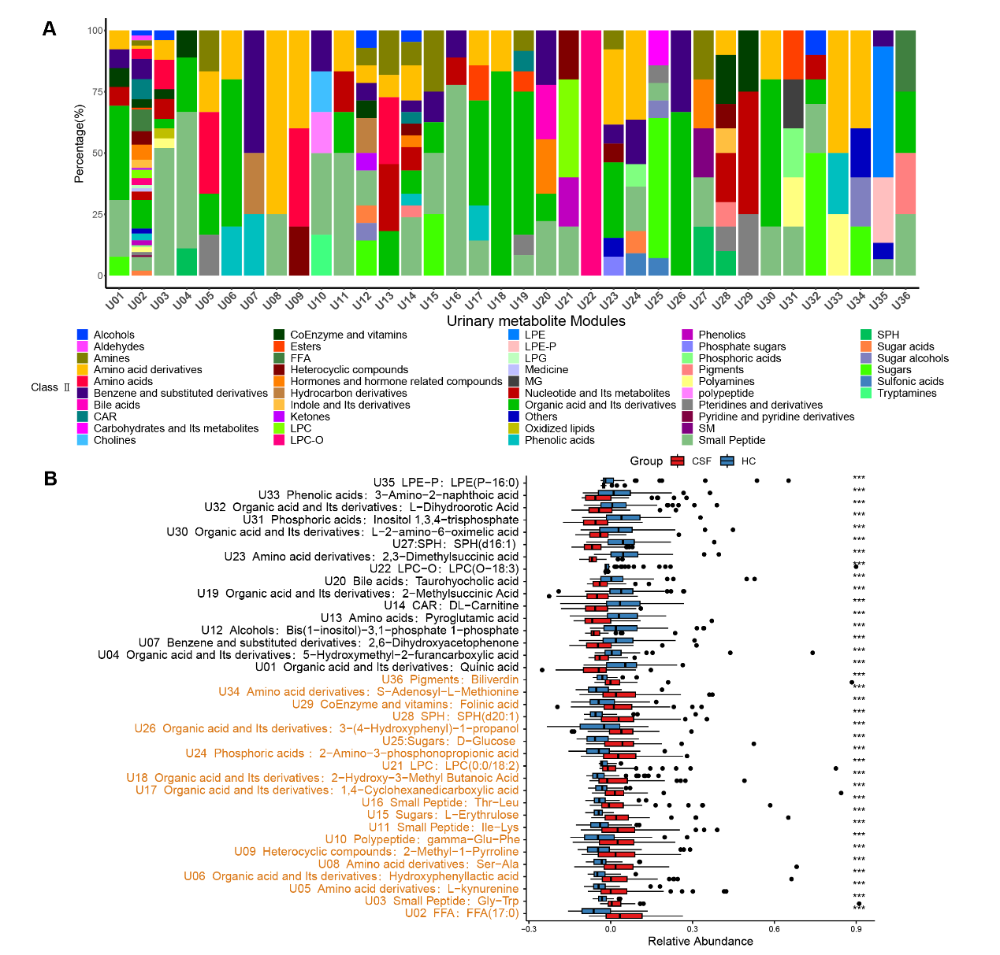 A
Percentage(%)
100
75
50
25
0
U01 U02 U03 U04 U05 U06 U07 U08 U09 U10 U11 U12 U13 U14 U15 U16 U17 U18 U19 U20 U21 U22 U23 U24 U25 U26 U27 U28 U29 U30 U31 U32 U33 U34 U35 U36
Urinary metabolite Modules
Class Ⅱ
Alcohols
Aldehydes
Amines
Amino acid derivatives
Amino acids
Benzene and substituted derivatives
Bile acids
CAR
Carbohydrates and Its metabolites
Cholines
CoEnzyme and vitamins
Esters
FFA
Heterocyclic compounds
Hormones and hormone related compounds
Hydrocarbon derivatives
Indole and Its derivatives
Ketones
LPC
LPC-O
LPE
LPE-P
LPG
Medicine
MG
Nucleotide and Its metabolites
Organic acid and Its derivatives
Others
Oxidized lipids
Phenolic acids
Phenolics
Phosphate sugars
Phosphoric acids
Pigments
Polyamines
polypeptide
Pteridines and derivatives
Pyridine and pyridine derivatives
SM
Small Peptide
SPH
Sugar acids
Sugar alcohols
Sugars
Sulfonic acids
Tryptamines
B
Group CSF HC
U35 LPE−P: LPE(P−16:0) ***
U33 Phenolic acids: 3−Amino−2−naphthoic acid ***
U32 Organic acid and Its derivatives: L−Dihydroorotic Acid ***
U31 Phosphoric acids: Inositol 1,3,4−trisphosphate ***
U30 Organic acid and Its derivatives: L−2−amino−6−oximelic acid ***
U27:SPH: SPH(d16:1) ***
U23 Amino acid derivatives: 2,3−Dimethylsuccinic acid ***
U22 LPC−O: LPC(O−18:3) ***
U20 Bile acids: Taurohyocholic acid ***
U19 Organic acid and Its derivatives: 2−Methylsuccinic Acid ***
U14 CAR: DL−Carnitine ***
U13 Amino acids: Pyroglutamic acid ***
U12 Alcohols: Bis(1−inositol)−3,1−phosphate 1−phosphate ***
U07 Benzene and substituted derivatives: 2,6−Dihydroxyacetophenone ***
U04 Organic acid and Its derivatives: 5−Hydroxymethyl−2−furancarboxylic acid ***
U01 Organic acid and Its derivatives: Quinic acid ***
U36 Pigments: Biliverdin ***
U34 Amino acid derivatives: S−Adenosyl−L−Methionine ***
U29 CoEnzyme and vitamins: Folinic acid ***
U28 SPH: SPH(d20:1) ***
U26 Organic acid and Its derivatives: 3−(4−Hydroxyphenyl)−1−propanol ***
U25:Sugars: D−Glucose ***
U24 Phosphoric acids : 2−Amino−3−phosphonopropionic acid ***
U21 LPC: LPC(0:0/18:2) ***
U18 Organic acid and Its derivatives: 2−Hydroxy−3−Methyl Butanoic Acid ***
U17 Organic acid and Its derivatives: 1,4−Cyclohexanedicarboxylic acid ***
U16 Small Peptide: Thr−Leu ***
U15 Sugars: L−Erythrulose ***
U11 Small Peptide: Ile−Lys ***
U10 Polypeptide: gamma−Glu−Phe ***
U09 Heterocyclic compounds: 2−Methyl−1−Pyrroline ***
U08 Amino acid derivatives: Ser−Ala ***
U06 Organic acid and Its derivatives: Hydroxyphenyllactic acid ***
U05 Amino acid derivatives: L−kynurenine ***
U03 Small Peptide: Gly−Trp ***
U02 FFA: FFA(17:0) ***
−0.3 0.0 0.3 0.6 0.9
Relative Abundance